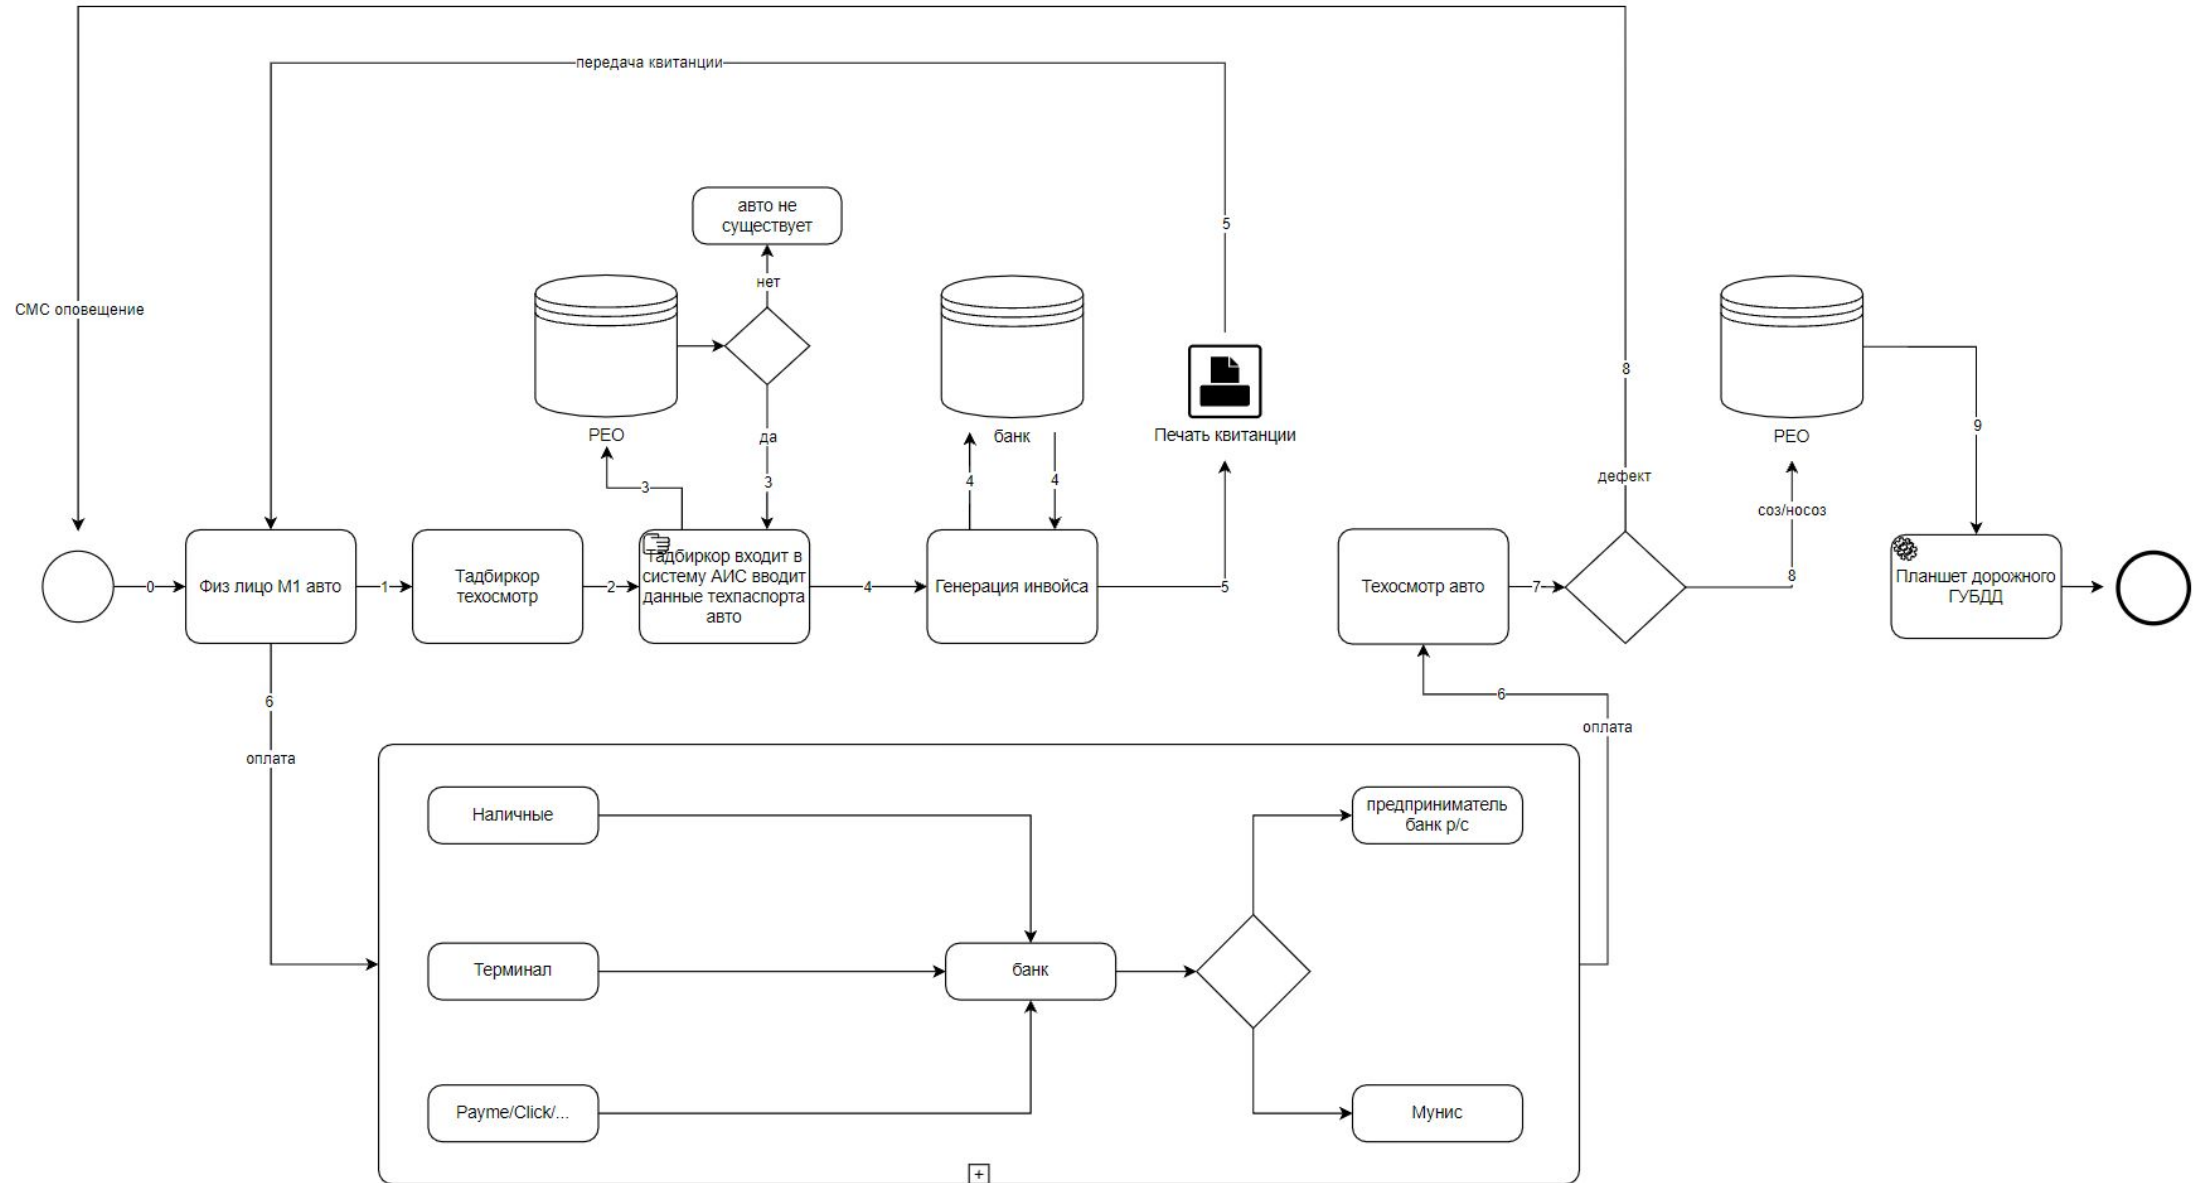 передача квитанции
авто не
существует
5
нет
СМС оповещение
8
РЕО
да
банк
Печать квитанции
9
РЕО
дефект
3
3
4
4
соз/носоз
0
Физ лицо М1 авто
1
Тадбиркор
техосмотр
2
Тадбиркор входит в
систему АИС вводит
данные техпаспорта
авто
4
Генерация инвойса
5
Техосмотр авто
7
8
Планшет дорожного
ГУБДД
6
оплата
6
оплата
Наличные
предприниматель
банк р/с
Терминал
банк
Payme/Click/...
Мунис